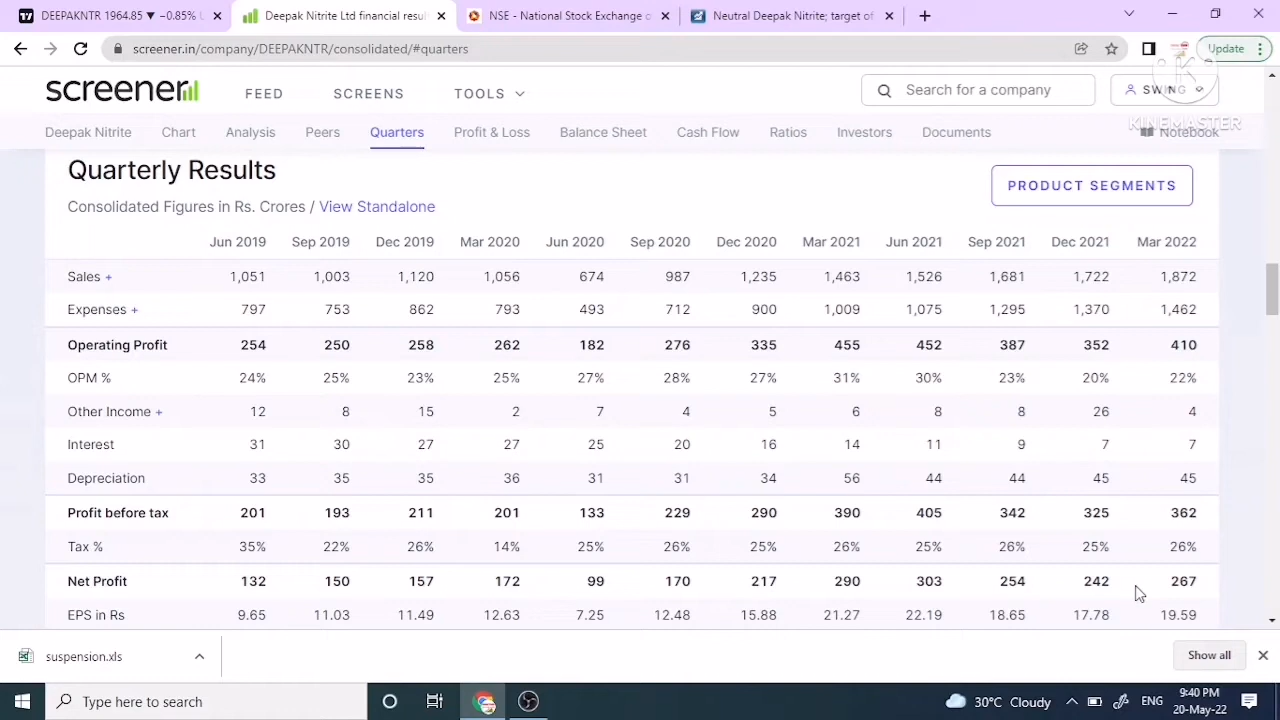 DEEPAKNTR 1964.85 ▼ −0.85% L
Deepak Nitrite Ltd financial resul
NSE - National Stock Exchange c
Neutral Deepak Nitrite; target of
screener.in/company/DEEPAKNTR/consolidated/#quarters
Update
screener
FEED
SCREENS
TOOLS
Search for a company
SWING
KINEMASTER
Deepak Nitrite
Chart
Analysis
Peers
Quarters
Profit & Loss
Balance Sheet
Cash Flow
Ratios
Investors
Documents
Notebook
Quarterly Results
PRODUCT SEGMENTS
Consolidated Figures in Rs. Crores / View Standalone
Jun 2019 Sep 2019 Dec 2019 Mar 2020 Jun 2020 Sep 2020 Dec 2020 Mar 2021 Jun 2021 Sep 2021 Dec 2021 Mar 2022
Sales + 1,051 1,003 1,120 1,056 674 987 1,235 1,463 1,526 1,681 1,722 1,872
Expenses + 797 753 862 793 493 712 900 1,009 1,075 1,295 1,370 1,462
Operating Profit 254 250 258 262 182 276 335 455 452 387 352 410
OPM % 24% 25% 23% 25% 27% 28% 27% 31% 30% 23% 20% 22%
Other Income + 12 8 15 2 7 4 5 6 8 8 26 4
Interest 31 30 27 27 25 20 16 14 11 9 7 7
Depreciation 33 35 35 36 31 31 34 56 44 44 45 45
Profit before tax 201 193 211 201 133 229 290 390 405 342 325 362
Tax % 35% 22% 26% 14% 25% 26% 25% 26% 25% 26% 25% 26%
Net Profit 132 150 157 172 99 170 217 290 303 254 242 267
EPS in Rs 9.65 11.03 11.49 12.63 7.25 12.48 15.88 21.27 22.19 18.65 17.78 19.59
suspension.xls
Show all
Type here to search
30°C Cloudy
ENG
9:40 PM
20-May-22